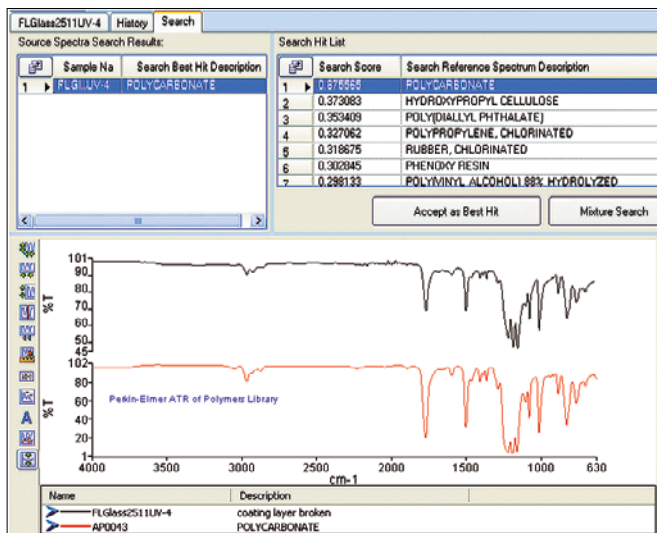 FLGlass2511UV-4 History Search
Source Spectra Search Results:
Sample Na Search Best Hit Description
1 FLGl...UV-4 POLYCARBONATE
Search Hit List
Search Score Search Reference Spectrum Description
1 POLYCARBONATE
2 0.373083 HYDROXYPROPYL CELLULOSE
3 0.353409 POLY(DIALLYL PHTHALATE)
4 0.327062 POLYPROPYLENE, CHLORINATED
5 0.318675 RUBBER, CHLORINATED
6 0.302845 PHENOXY RESIN
7 0.298133 POLY(VINYL ALCOHOL) 88% HYDROLYZED
Accept as Best Hit Mixture Search
%T
101
90
80
70
60
50
45
%T
102
80
60
40
20
1
Perkin-Elmer ATR of Polymers Library
4000 3000 2500 2000 1500 1000 630
cm-1
abc
A
Name Description
FLGlass2511UV-4 coating layer broken
AP0043 POLYCARBONATE